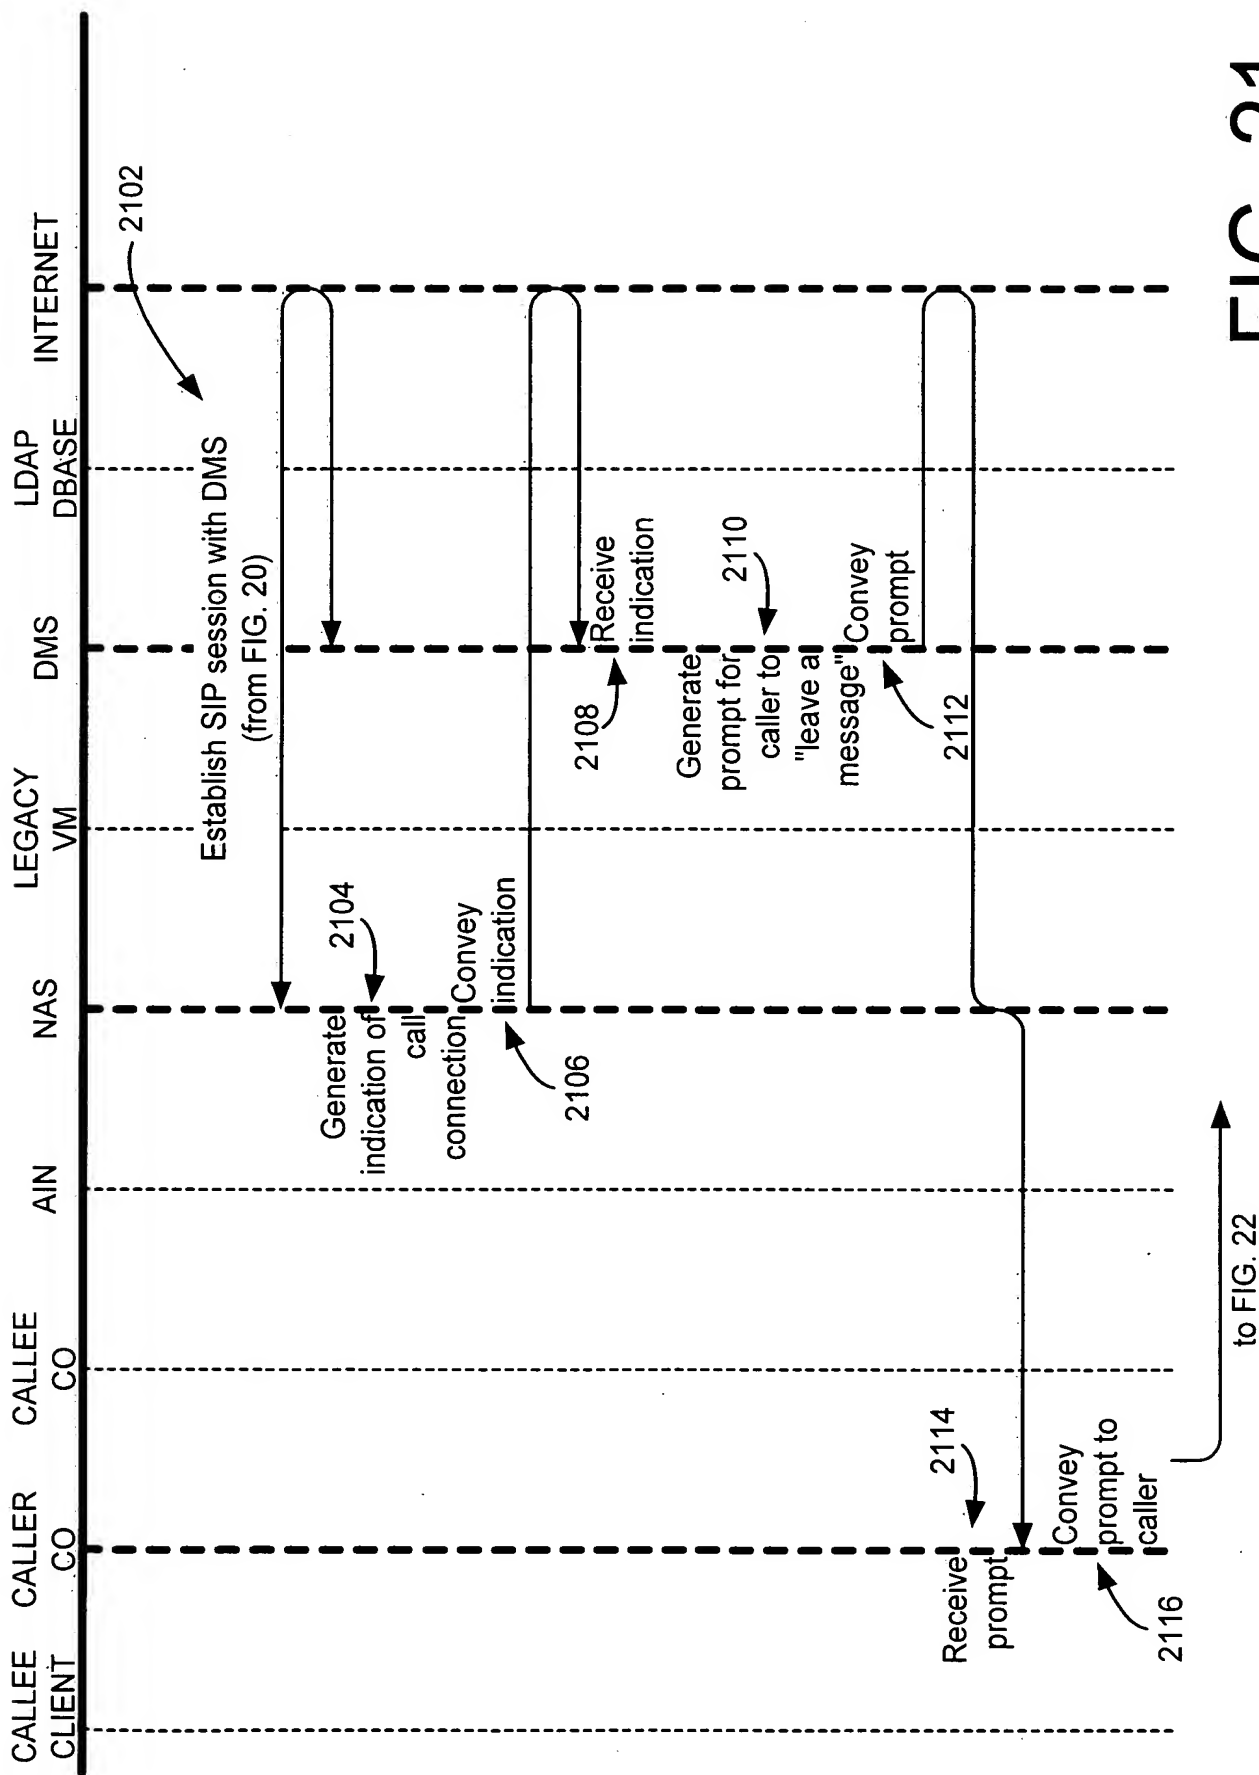 CALLEE
CLIENT
CALLER
CO
CALLEE
CO
AIN
NAS
LEGACY
VM
DMS
LDAP
DBASE
INTERNET
2102
Establish SIP session with DMS
(from FIG. 20)
Generate
indication of
call
connection
2104
Convey
indication
2106
Receive
indication
2108
Generate
prompt for
caller to
"leave a
message"
2110
Convey
prompt
2112
Receive
prompt
2114
Convey
prompt to
caller
2116
to FIG. 22
FIG. 21